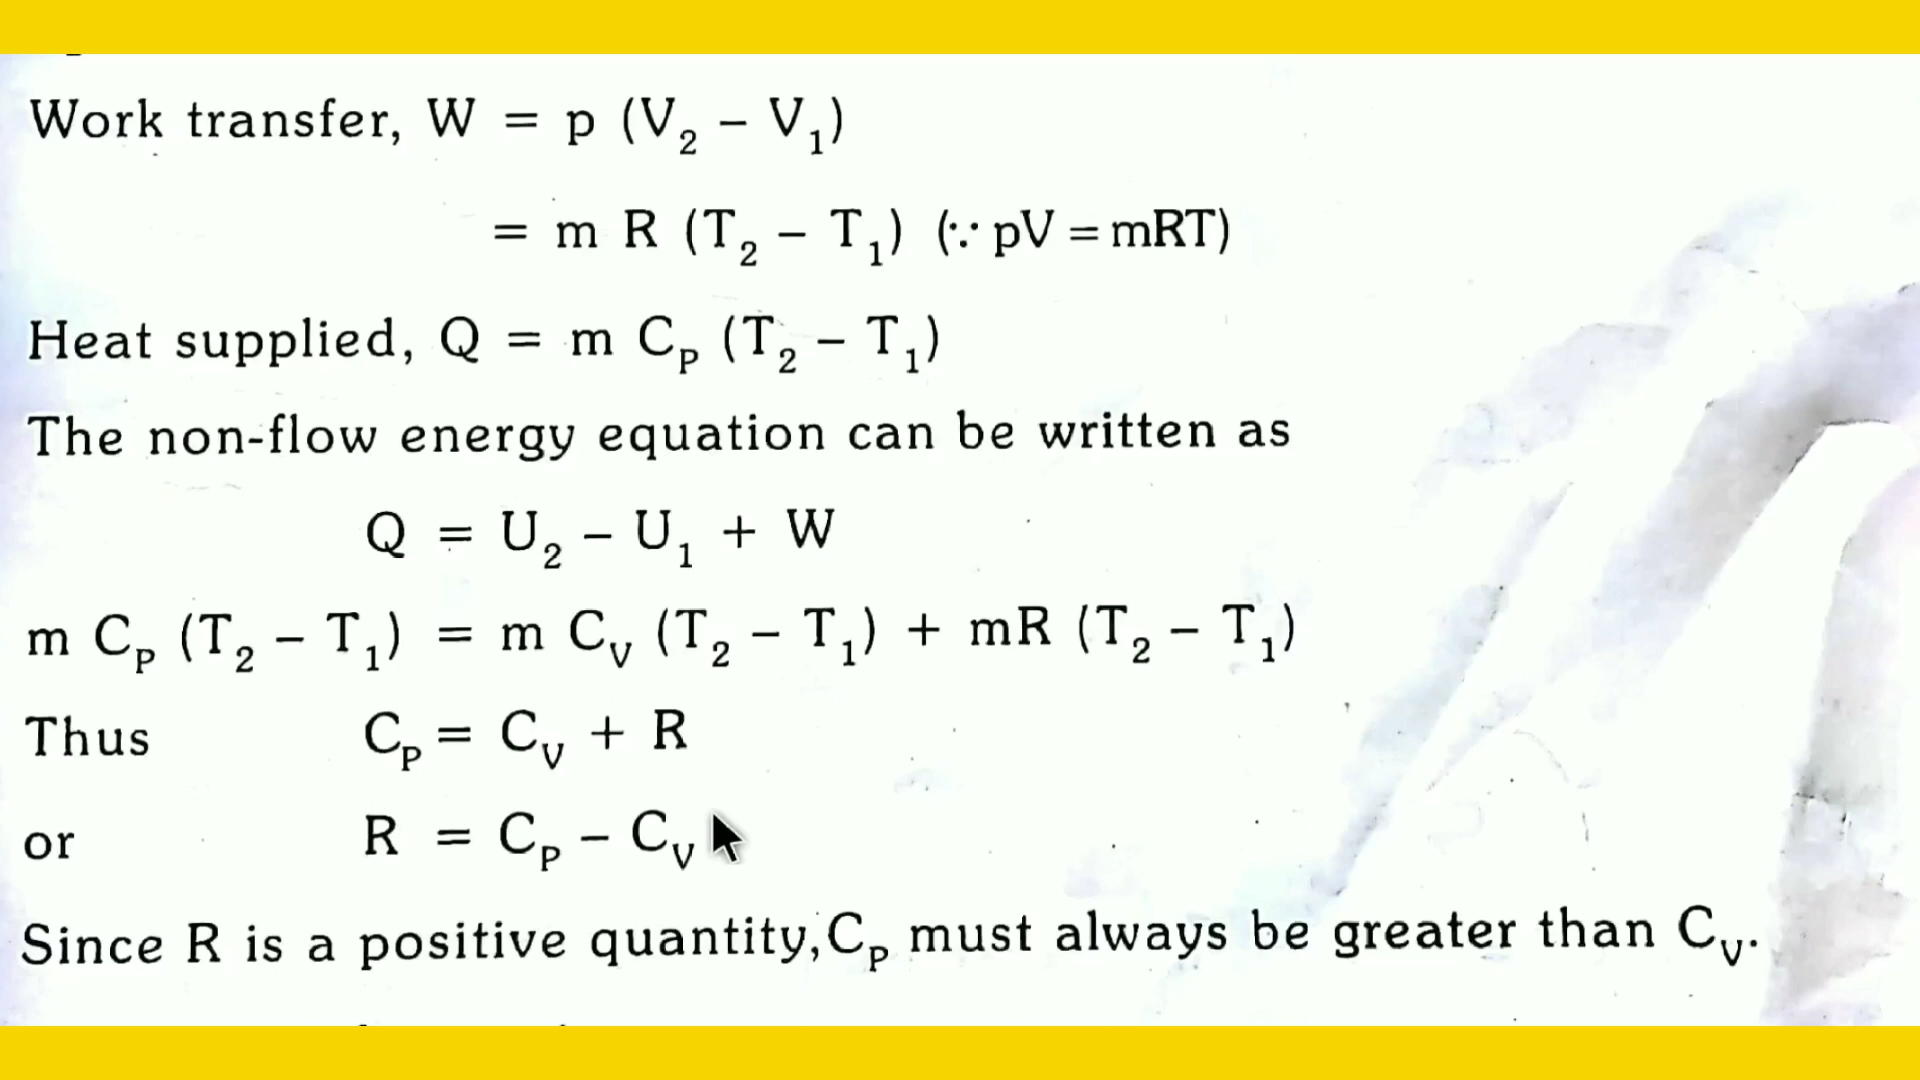 Work transfer, W = p (V₂ – V₁)
= m R (T₂ – T₁) (∵ pV = mRT)
Heat supplied, Q = m Cₚ (T₂ – T₁)
The non-flow energy equation can be written as
Q = U₂ – U₁ + W
m Cₚ (T₂ – T₁) = m Cᵥ (T₂ – T₁) + mR (T₂ – T₁)
Thus Cₚ = Cᵥ + R
or R = Cₚ – Cᵥ
Since R is a positive quantity, Cₚ must always be greater than Cᵥ.